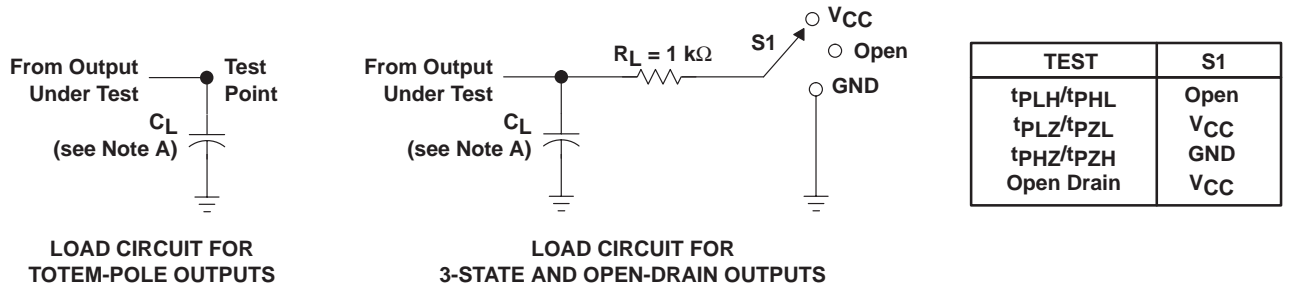 From Output
Under Test
Test
Point
CL
(see Note A)
LOAD CIRCUIT FOR
TOTEM-POLE OUTPUTS
From Output
Under Test
CL
(see Note A)
RL = 1 kΩ
S1
VCC
Open
GND
LOAD CIRCUIT FOR
3-STATE AND OPEN-DRAIN OUTPUTS
TEST S1
tPLH/tPHL Open
tPLZ/tPZL VCC
tPHZ/tPZH GND
Open Drain VCC